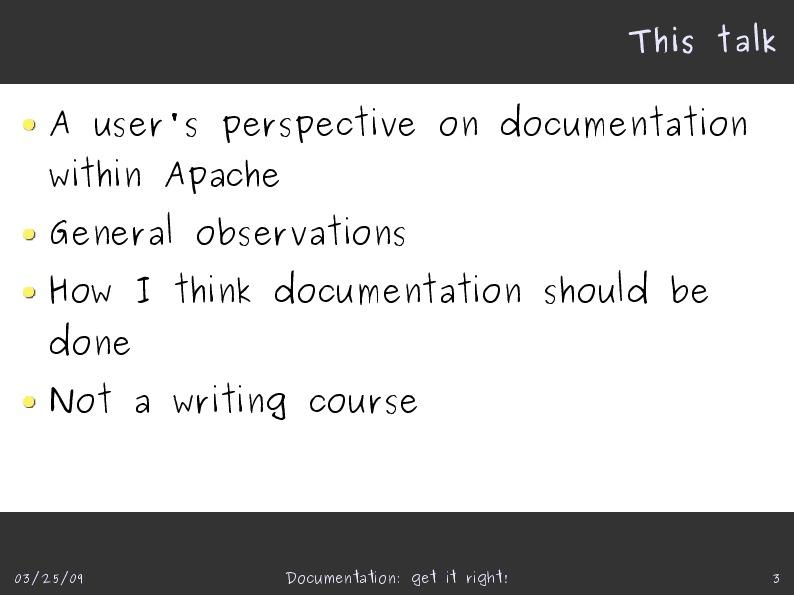 This talk
A user's perspective on documentation
within Apache
General observations
How I think documentation should be
done
Not a writing course
03/25/09
Documentation: get it right!
3